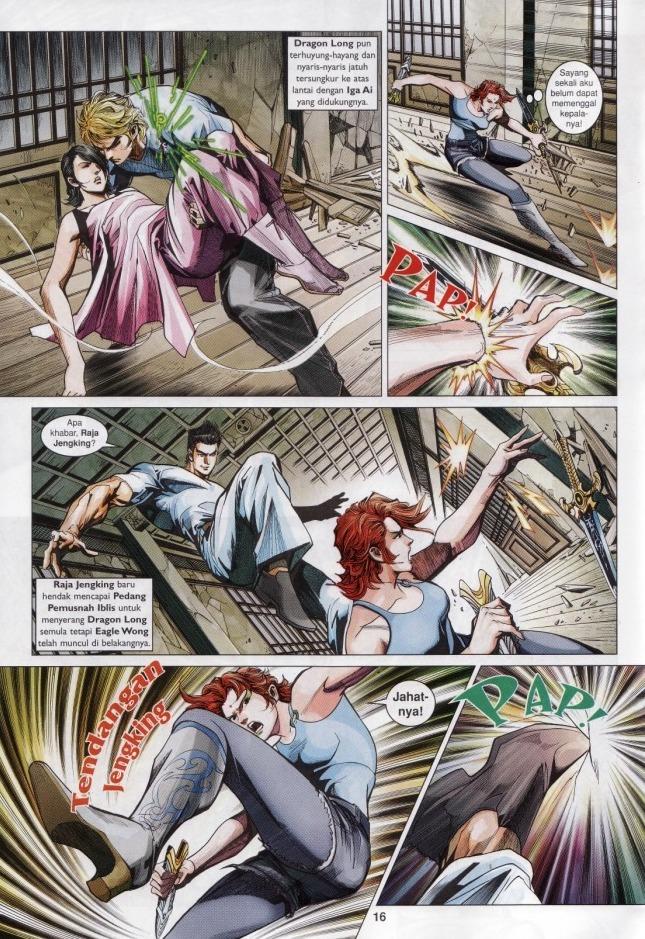 Dragon Long pun
terhuyung-hayang dan
nyaris-nyaris jatuh
tersungkur ke atas
lantai dengan Iga Ai
yang didukungnya.
Sayang
sekali aku
belum dapat
memenggal
kepala-
nya!
PAP!
Apa
khabar, Raja
Jengking?
Raja Jengking baru
hendak mencapai Pedang
Pemusnah Iblis untuk
menyerang Dragon Long
semula tetapi Eagle Wong
telah muncul di belakangnya.
Tendangan
Jengking
Jahat-
nya!
PAP!
16